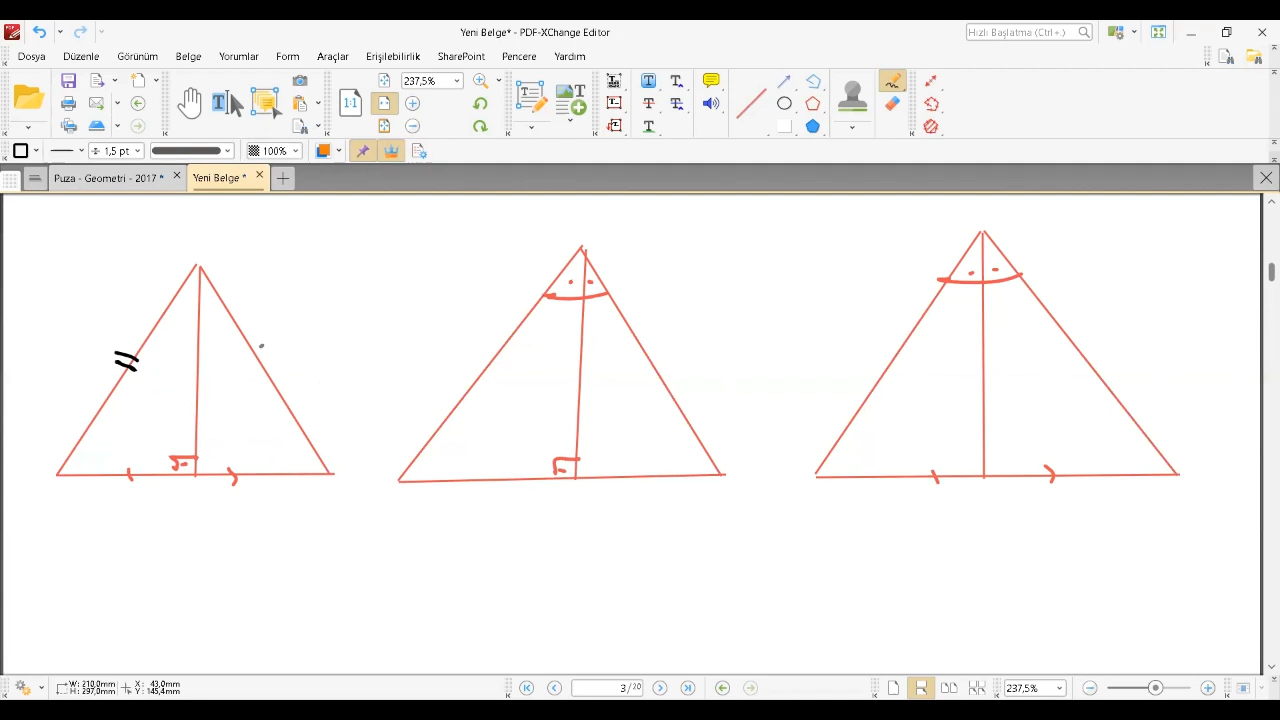 Yeni Belge* - PDF-XChange Editor
Hızlı Başlatma (Ctrl+.)
Dosya Düzenle Görünüm Belge Yorumlar Form Araçlar Erişilebilirlik SharePoint Pencere Yardım
237,5%
1:1
1,5 pt
100%
Puza - Geometri - 2017 *
Yeni Belge *
W: 210,0mm
H: 297,0mm
X: 43,0mm
Y: 145,4mm
3 / 20
237,5%